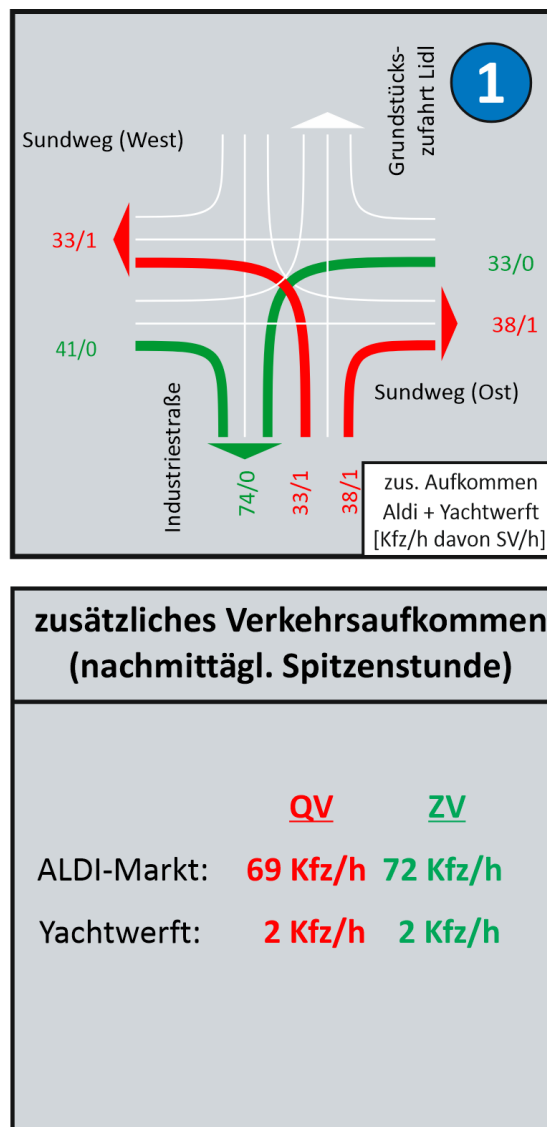 1
Grundstücks-
zufahrt Lidl
Sundweg (West)
33/1
33/0
38/1
41/0
Sundweg (Ost)
Industriestraße
74/0
33/1
38/1
zus. Aufkommen
Aldi + Yachtwerft
[Kfz/h davon SV/h]
zusätzliches Verkehrsaufkommen
(nachmittägl. Spitzenstunde)
QV ZV
ALDI-Markt: 69 Kfz/h 72 Kfz/h
Yachtwerft: 2 Kfz/h 2 Kfz/h